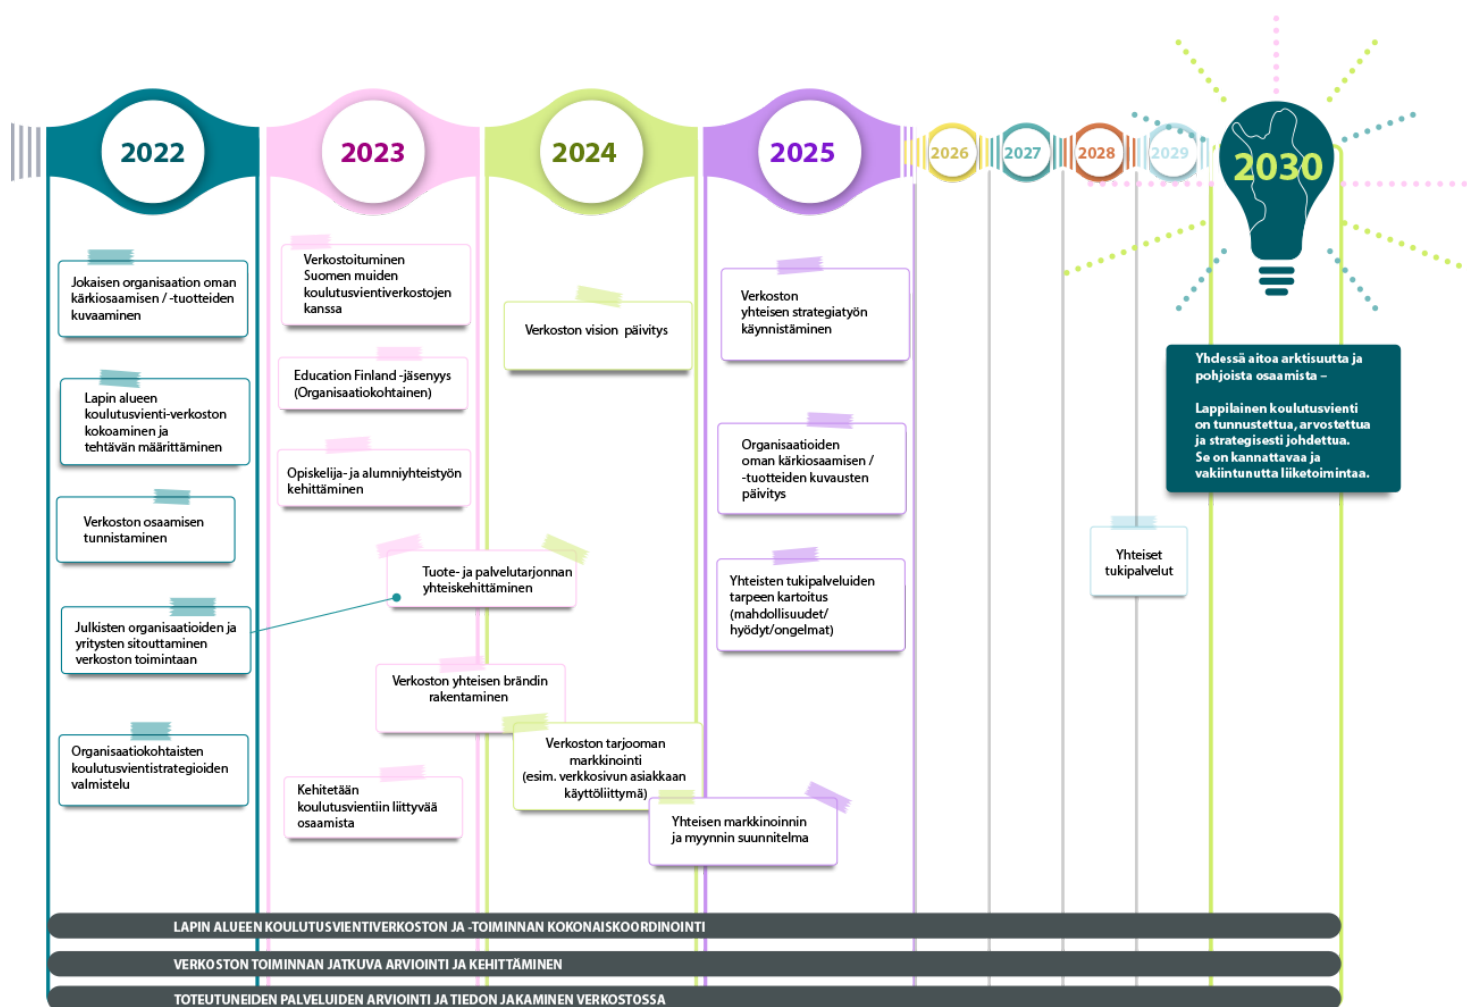 2022
2023
2024
2025
2026
2027
2028
2029
2030
Jokaisen organisaation oman
kärkiosaamisen / -tuotteiden
kuvaaminen
Lapin alueen
koulutusvienti-verkoston
kokoaminen ja
tehtävän määrittäminen
Verkoston osaamisen
tunnistaminen
Julkisten organisaatioiden ja
yritysten sitouttaminen
verkoston toimintaan
Organisaatiokohtaisten
koulutusvientistrategioiden
valmistelu
Verkostoituminen
Suomen muiden
koulutusvientiverkostojen
kanssa
Education Finland -jäsenyys
(Organisaatiokohtainen)
Opiskelija- ja alumniyhteistyön
kehittäminen
Tuote- ja palvelutarjonnan
yhteiskehittäminen
Verkoston yhteisen brändin
rakentaminen
Kehitetään
koulutusvientiin liittyvää
osaamista
Verkoston vision päivitys
Verkoston tarjooman
markkinointi
(esim. verkkosivun asiakkaan
käyttöliittymä)
Yhteisen markkinoinnin
ja myynnin suunnitelma
Verkoston
yhteisen strategiatyön
käynnistäminen
Organisaatioiden
oman kärkiosaamisen /
-tuotteiden kuvausten
päivitys
Yhteisten tukipalveluiden
tarpeen kartoitus
(mahdollisuudet/
hyödyt/ongelmat)
Yhteiset
tukipalvelut
Yhdessä aitoa arktisuutta ja
pohjoista osaamista –
Lappilainen koulutusvienti
on tunnustettua, arvostettua
ja strategisesti johdettua.
Se on kannattavaa ja
vakiintunutta liiketoimintaa.
LAPIN ALUEEN KOULUTUSVIENTIVERKOSTON JA -TOIMINNAN KOKONAISKOORDINOINTI
VERKOSTON TOIMINNAN JATKUVA ARVIOINTI JA KEHITTÄMINEN
TOTEUTUNEIDEN PALVELUIDEN ARVIOINTI JA TIEDON JAKAMINEN VERKOSTOSSA